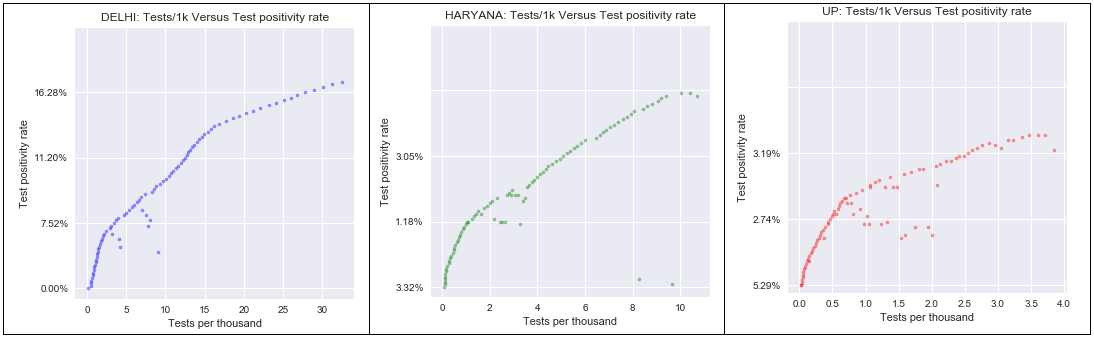 DELHI: Tests/1k Versus Test positivity rate
Test positivity rate
16.28%
11.20%
7.52%
0.00%
0 5 10 15 20 25 30
Tests per thousand
HARYANA: Tests/1k Versus Test positivity rate
Test positivity rate
3.05%
1.18%
3.32%
0 2 4 6 8 10
Tests per thousand
UP: Tests/1k Versus Test positivity rate
Test positivity rate
3.19%
2.74%
5.29%
0.0 0.5 1.0 1.5 2.0 2.5 3.0 3.5 4.0
Tests per thousand